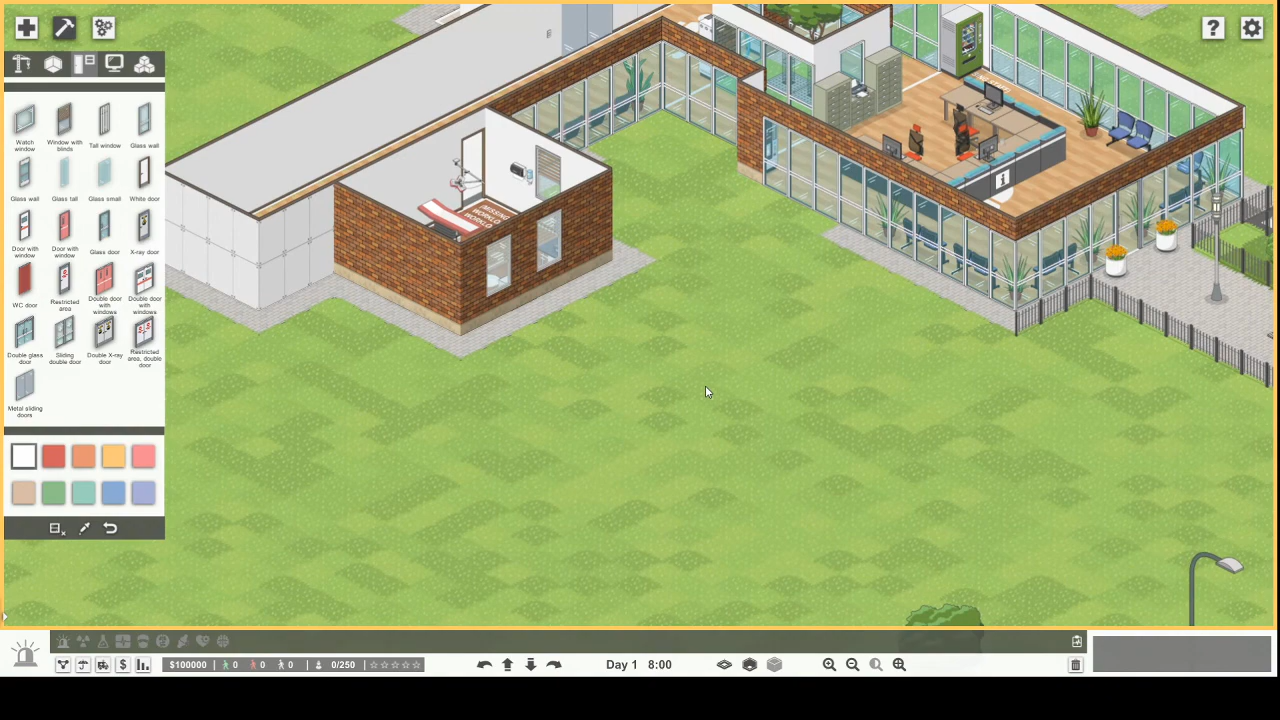 ?
Watch window
Window with blinds
Tall window
Glass wall
Glass wall
Glass tall
Glass small
White door
Door with window
Door with window
Glass door
X-ray door
WC door
Restricted area
Double door with windows
Double door with windows
Double glass door
Sliding double door
Double X-ray door
Restricted area, double door
Metal sliding doors
MISSING WORKLO
WORKLO
i
$100000
0
0
0
0/250
$
Day 1 8:00